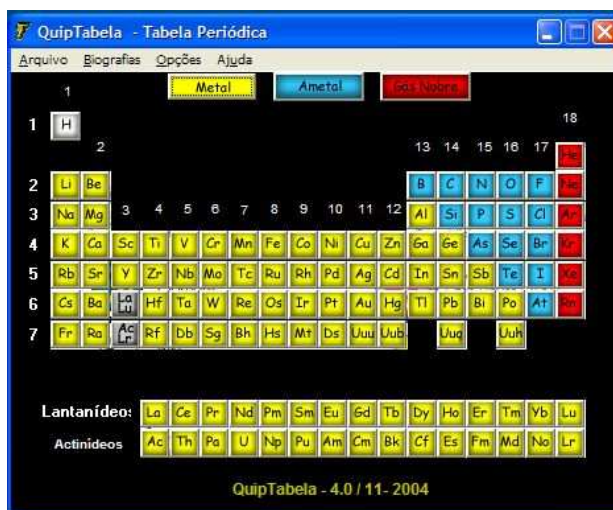 QuipTabela - Tabela Periódica
Arquivo Biografias Opções Ajuda
Metal Ametal Gás Nobre
1 18
1 H He
2 13 14 15 16 17
2 Li Be B C N O F Ne
3 Na Mg 3 4 5 6 7 8 9 10 11 12 Al Si P S Cl Ar
4 K Ca Sc Ti V Cr Mn Fe Co Ni Cu Zn Ga Ge As Se Br Kr
5 Rb Sr Y Zr Nb Mo Tc Ru Rh Pd Ag Cd In Sn Sb Te I Xe
6 Cs Ba La Lu Hf Ta W Re Os Ir Pt Au Hg Tl Pb Bi Po At Rn
7 Fr Ra Ac Lr Rf Db Sg Bh Hs Mt Ds Uuu Uub Uuq Uuh
Lantanídeos La Ce Pr Nd Pm Sm Eu Gd Tb Dy Ho Er Tm Yb Lu
Actinídeos Ac Th Pa U Np Pu Am Cm Bk Cf Es Fm Md No Lr
QuipTabela - 4.0 / 11- 2004